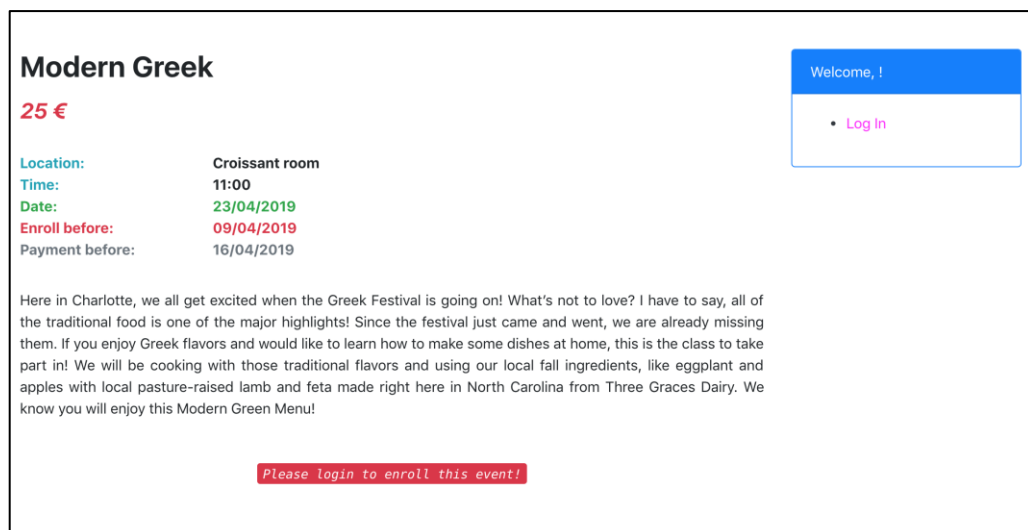 Modern Greek
25 €
Location: Croissant room
Time: 11:00
Date: 23/04/2019
Enroll before: 09/04/2019
Payment before: 16/04/2019
Here in Charlotte, we all get excited when the Greek Festival is going on! What's not to love? I have to say, all of
the traditional food is one of the major highlights! Since the festival just came and went, we are already missing
them. If you enjoy Greek flavors and would like to learn how to make some dishes at home, this is the class to take
part in! We will be cooking with those traditional flavors and using our local fall ingredients, like eggplant and
apples with local pasture-raised lamb and feta made right here in North Carolina from Three Graces Dairy. We
know you will enjoy this Modern Green Menu!
Please login to enroll this event!
Welcome, !
Log In